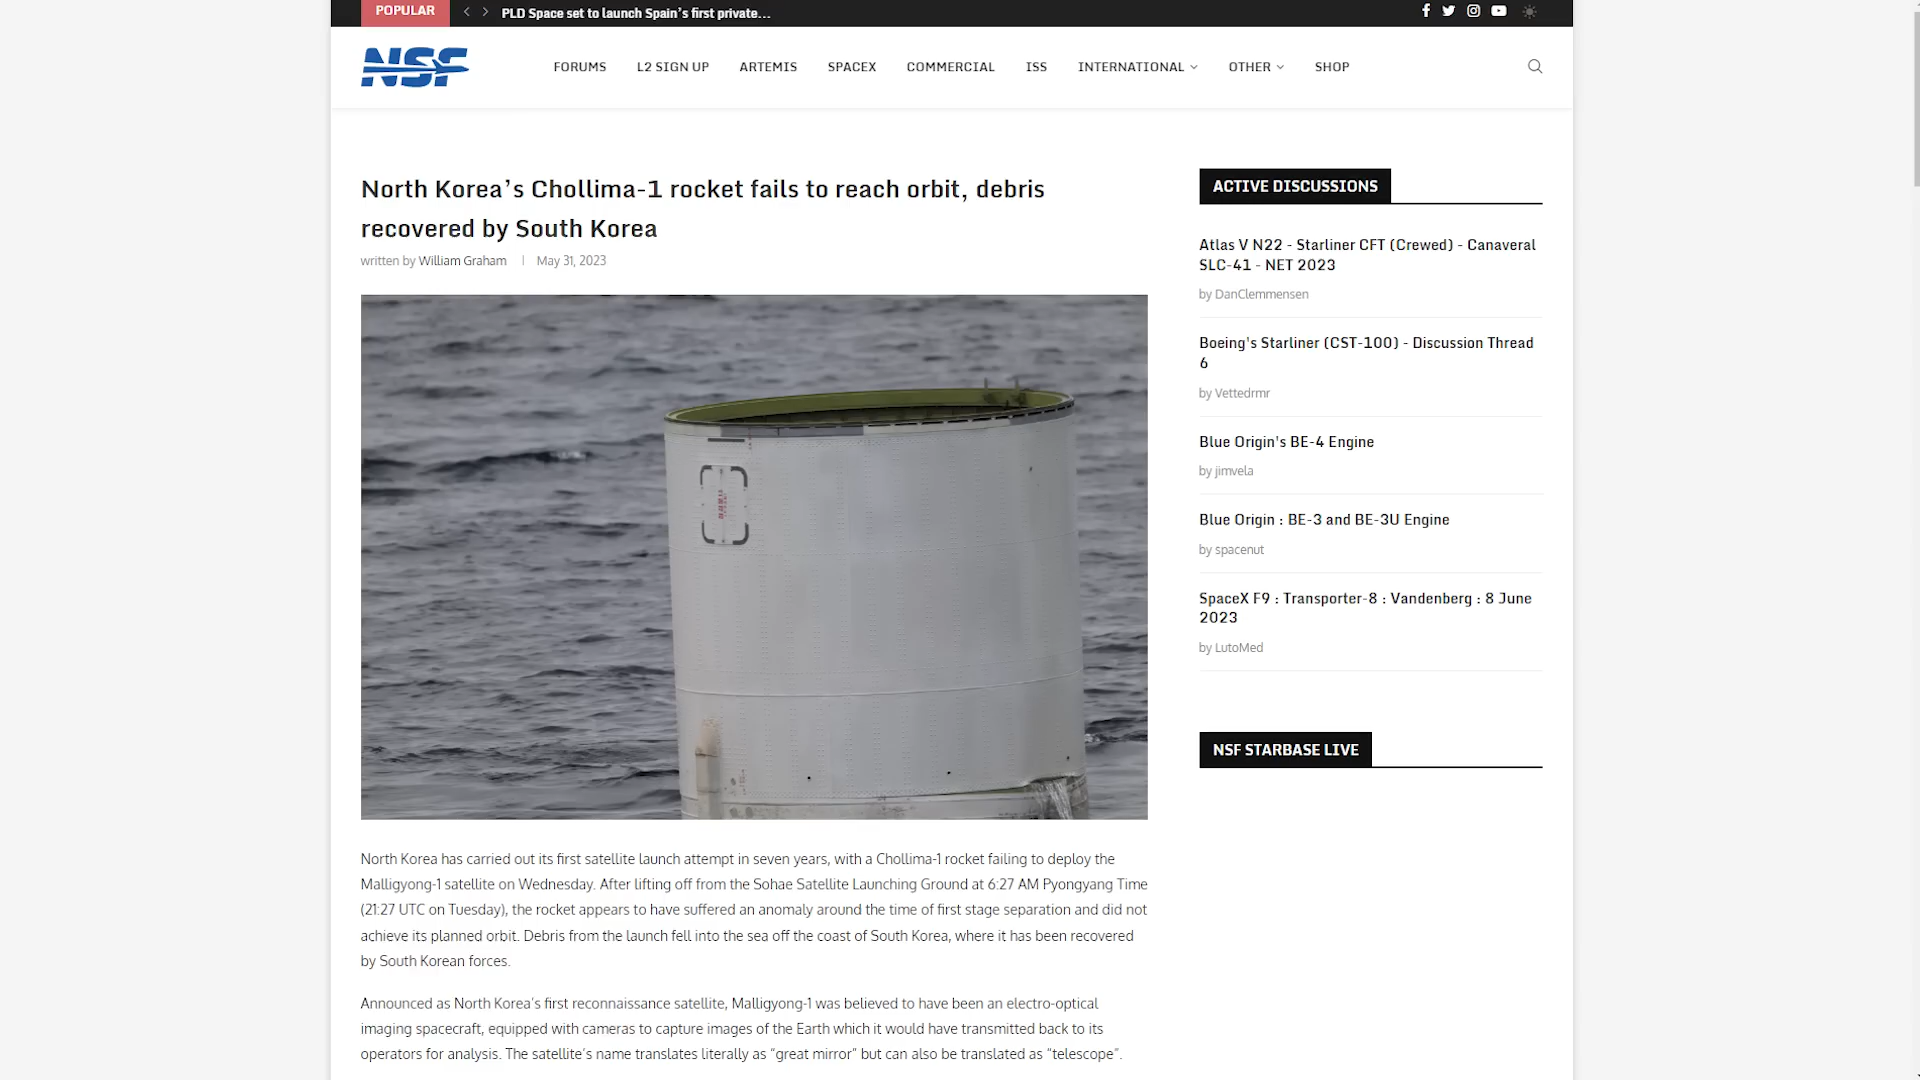 POPULAR
PLD Space set to launch Spain’s first private...
NSF
FORUMS
L2 SIGN UP
ARTEMIS
SPACEX
COMMERCIAL
ISS
INTERNATIONAL
OTHER
SHOP
North Korea’s Chollima-1 rocket fails to reach orbit, debris
recovered by South Korea
written by William Graham | May 31, 2023
North Korea has carried out its first satellite launch attempt in seven years, with a Chollima-1 rocket failing to deploy the
Malligyong-1 satellite on Wednesday. After lifting off from the Sohae Satellite Launching Ground at 6:27 AM Pyongyang Time
(21:27 UTC on Tuesday), the rocket appears to have suffered an anomaly around the time of first stage separation and did not
achieve its planned orbit. Debris from the launch fell into the sea off the coast of South Korea, where it has been recovered
by South Korean forces.
Announced as North Korea’s first reconnaissance satellite, Malligyong-1 was believed to have been an electro-optical
imaging spacecraft, equipped with cameras to capture images of the Earth which it would have transmitted back to its
operators for analysis. The satellite’s name translates literally as “great mirror” but can also be translated as “telescope”.
ACTIVE DISCUSSIONS
Atlas V N22 - Starliner CFT (Crewed) - Canaveral
SLC-41 - NET 2023
by DanClemmensen
Boeing's Starliner (CST-100) - Discussion Thread
6
by Vettedrmr
Blue Origin's BE-4 Engine
by jimvela
Blue Origin : BE-3 and BE-3U Engine
by spacenut
SpaceX F9 : Transporter-8 : Vandenberg : 8 June
2023
by LutoMed
NSF STARBASE LIVE